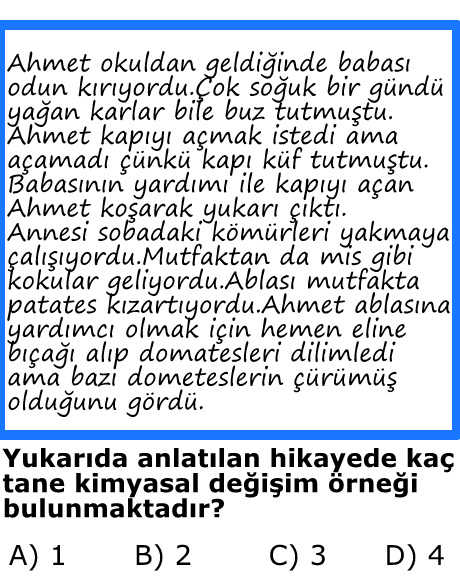 Ahmet okuldan geldiğinde babası
odun kırıyordu.Çok soğuk bir gündü
yağan karlar bile buz tutmuştu.
Ahmet kapıyı açmak istedi ama
açamadı çünkü kapı küf tutmuştu.
Babasının yardımı ile kapıyı açan
Ahmet koşarak yukarı çıktı.
Annesi sobadaki kömürleri yakmaya
çalışıyordu.Mutfaktan da mis gibi
kokular geliyordu.Ablası mutfakta
patates kızartıyordu.Ahmet ablasına
yardımcı olmak için hemen eline
bıçağı alıp domatesleri dilimledi
ama bazı dometeslerin çürümüş
olduğunu gördü.
Yukarıda anlatılan hikayede kaç
tane kimyasal değişim örneği
bulunmaktadır?
A) 1 B) 2 C) 3 D) 4